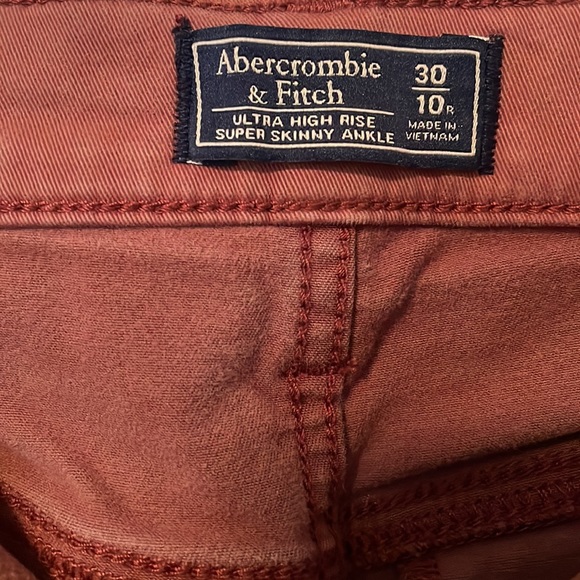 Abercrombie
& Fitch
ULTRA HIGH RISE
SUPER SKINNY ANKLE
30
10R
MADE IN
VIETNAM